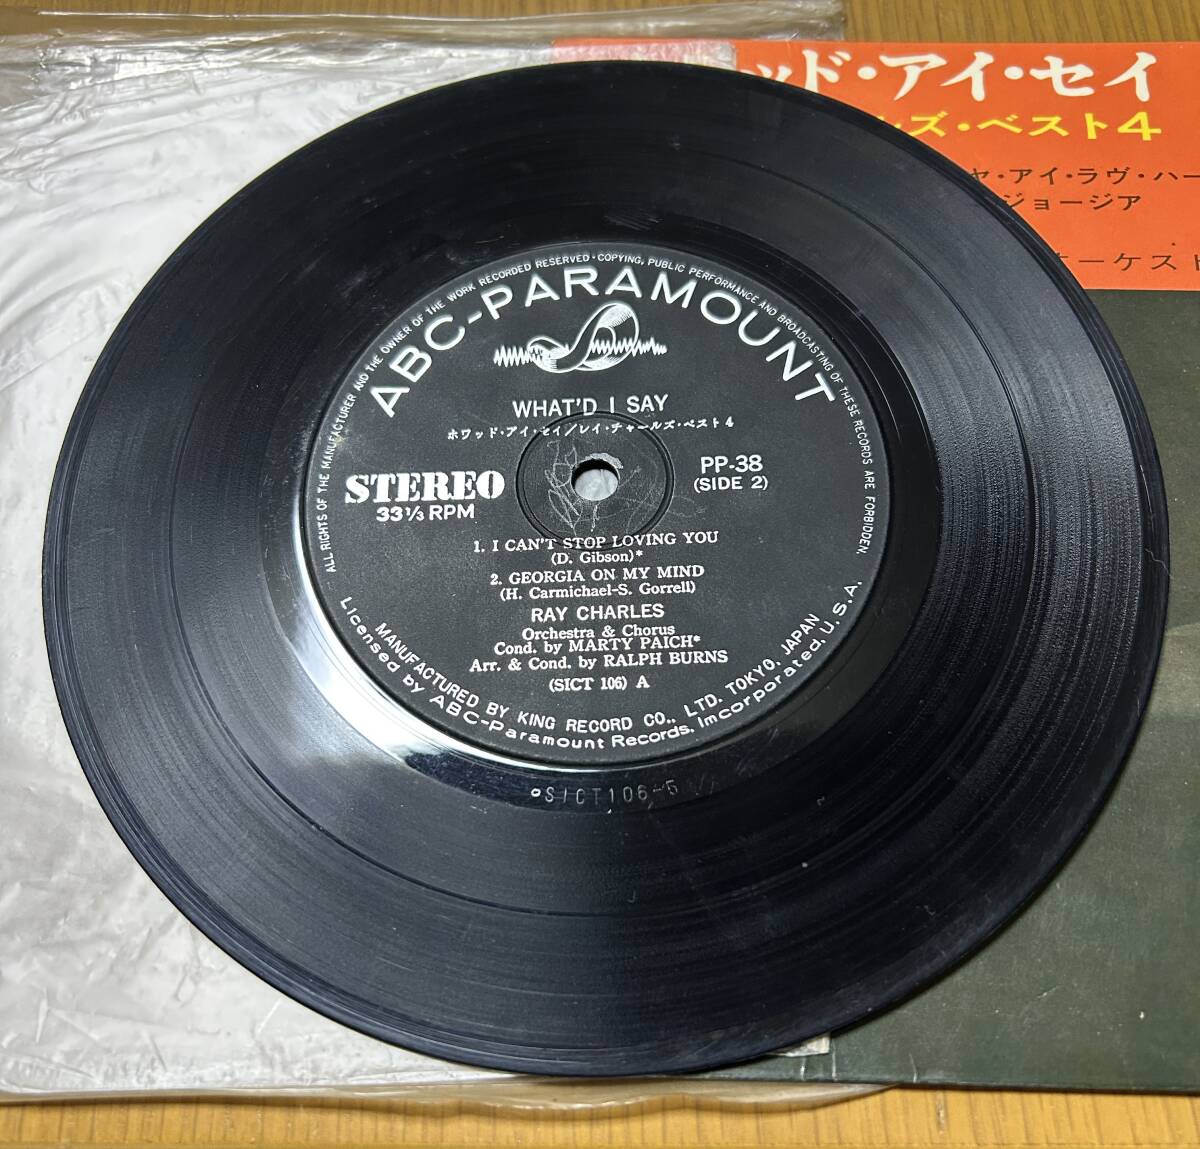 ッド・アイ・セイ
ルズ・ベスト4
ヤ・アイ・ラヴ・ハー
ジョージア
オーケスト
ALL RIGHTS OF THE MANUFACTURER AND THE OWNER OF THE WORK RECORDED RESERVED・COPYING, PUBLIC PERFORMANCE AND BROADCASTING OF THESE RECORDS ARE FORBIDDEN.
ABC-PARAMOUNT
WHAT'D I SAY
ホワッド・アイ・セイ/レイ・チャールズ・ベスト4
STEREO
33 1/3 RPM
PP-38
(SIDE 2)
1. I CAN'T STOP LOVING YOU
(D. Gibson)*
2. GEORGIA ON MY MIND
(H. Carmichael-S. Gorrell)
RAY CHARLES
Orchestra & Chorus
Cond. by MARTY PAICH*
Arr. & Cond. by RALPH BURNS
(SICT 106) A
MANUFACTURED BY KING RECORD CO., LTD. TOKYO, JAPAN
Licensed by ABC-Paramount Records, Incorporated, U.S.A.
SICT106-5